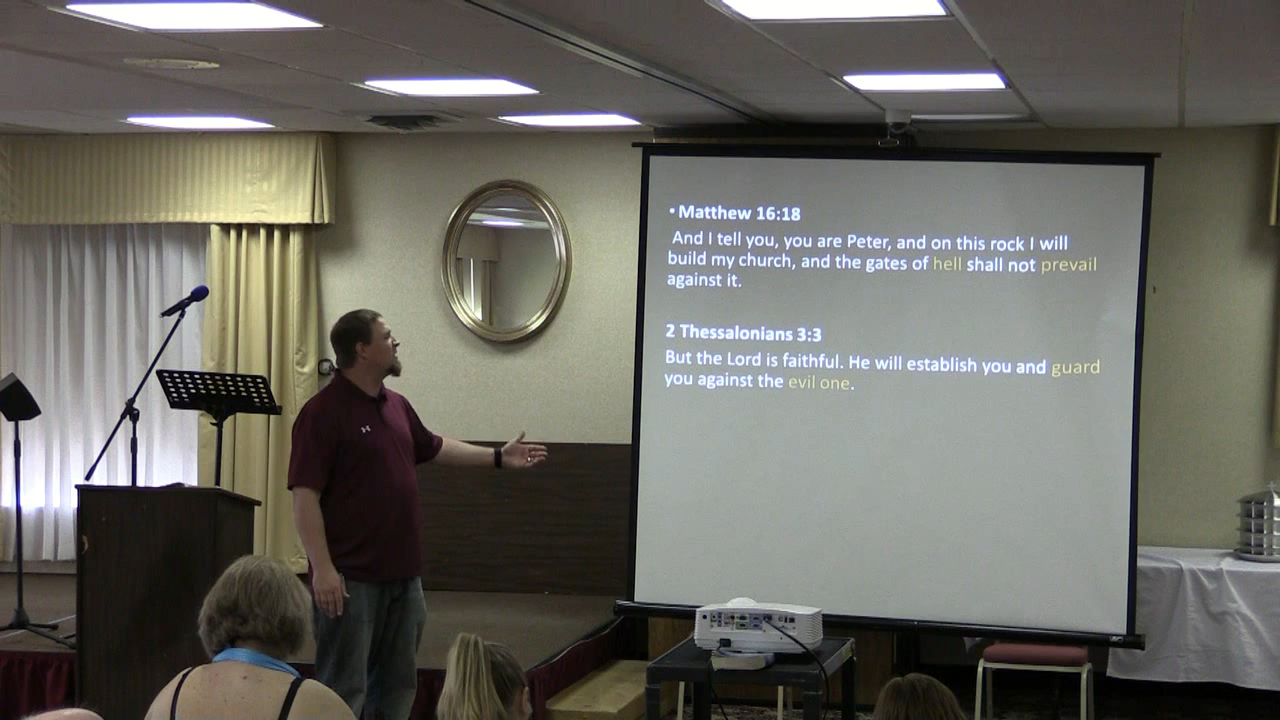 • Matthew 16:18
And I tell you, you are Peter, and on this rock I will
build my church, and the gates of hell shall not prevail
against it.
2 Thessalonians 3:3
But the Lord is faithful. He will establish you and guard
you against the evil one.